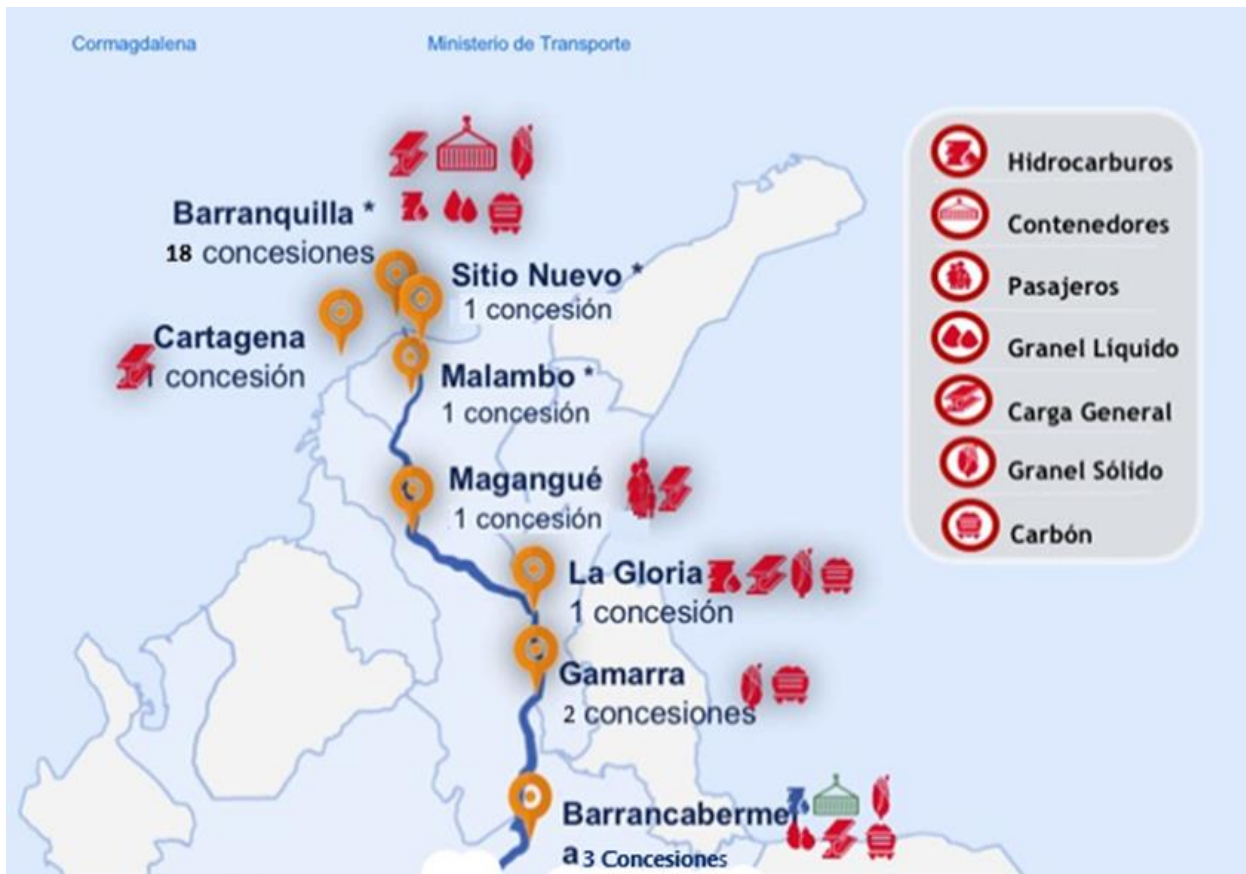 Cormagdalena
Ministerio de Transporte
Barranquilla *
18 concesiones
Sitio Nuevo *
1 concesión
Cartagena
1 concesión
Malambo *
1 concesión
Magangué
1 concesión
La Gloria
1 concesión
Gamarra
2 concesiones
Barrancabermej
a 3 Concesiones
Hidrocarburos
Contenedores
Pasajeros
Granel Líquido
Carga General
Granel Sólido
Carbón